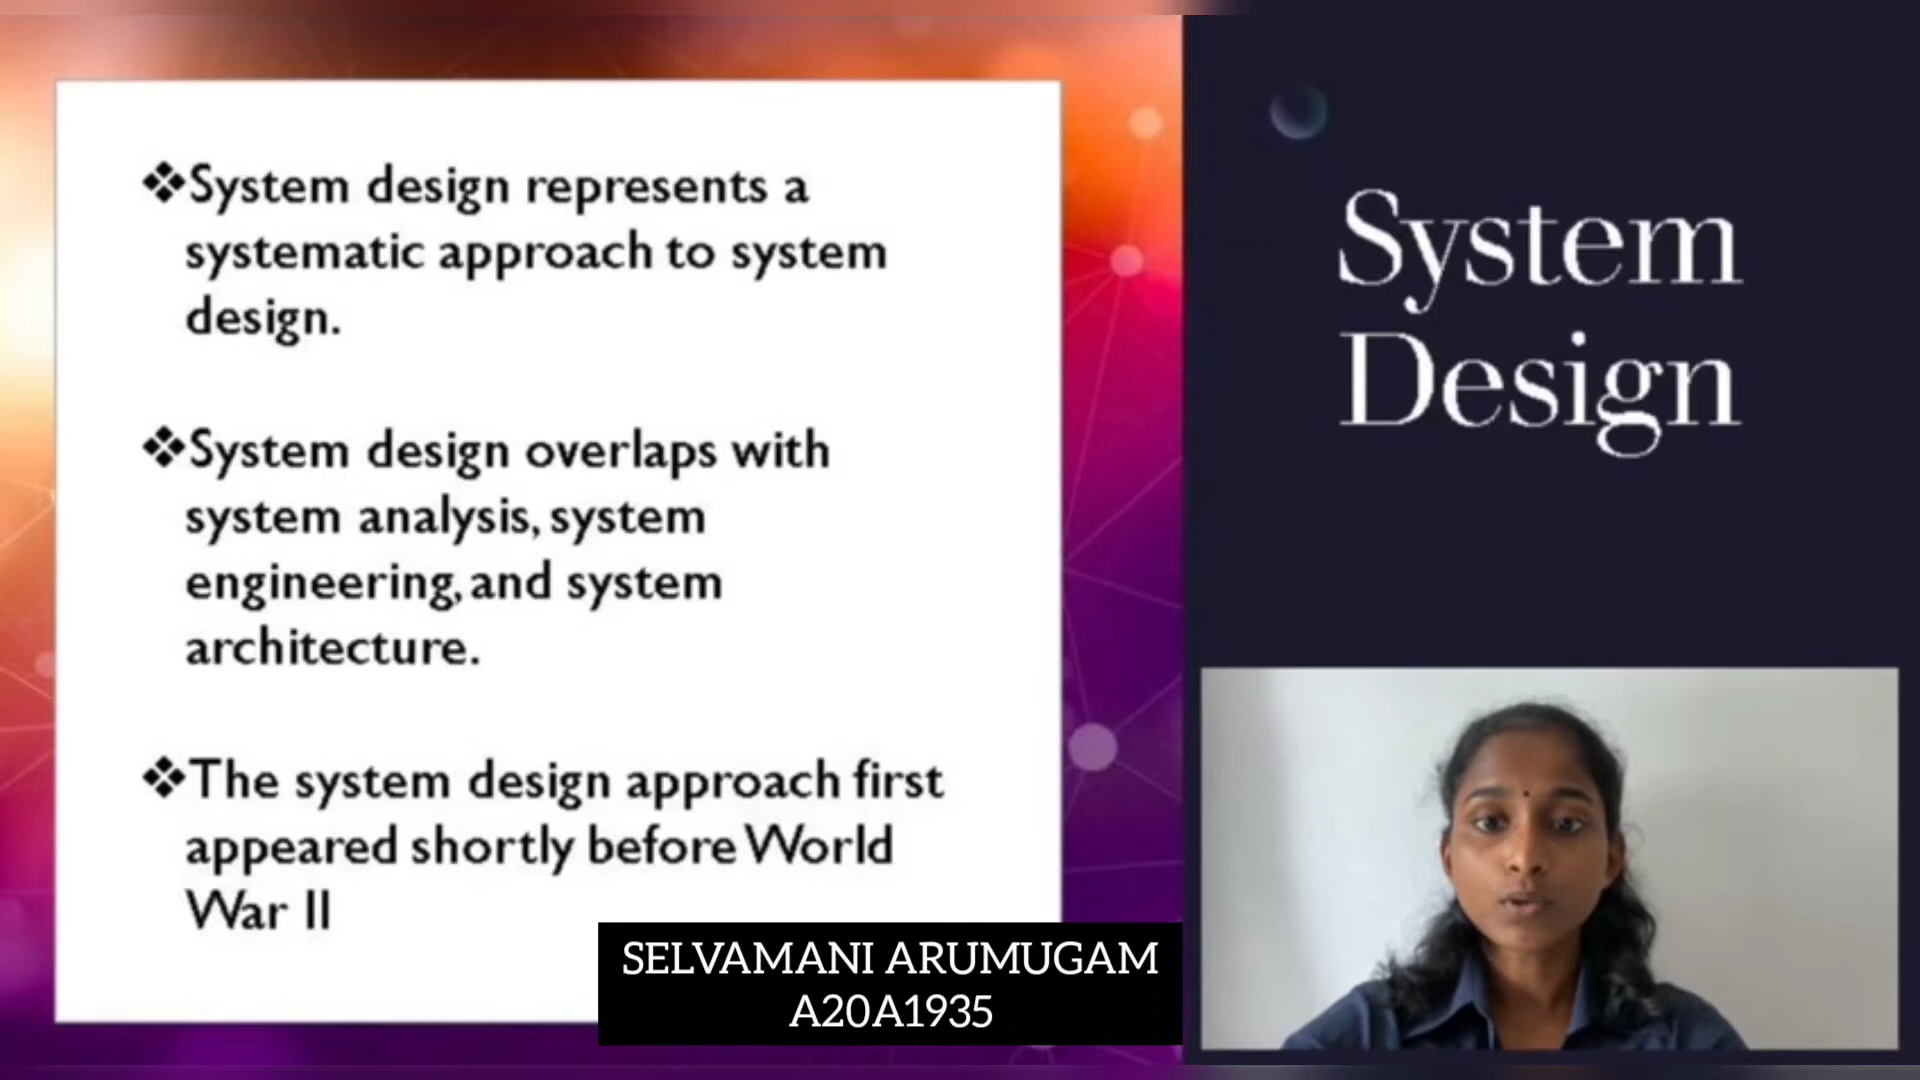 ❖System design represents a
systematic approach to system
design.
❖System design overlaps with
system analysis, system
engineering, and system
architecture.
❖The system design approach first
appeared shortly before World
War II
SELVAMANI ARUMUGAM
A20A1935
System
Design